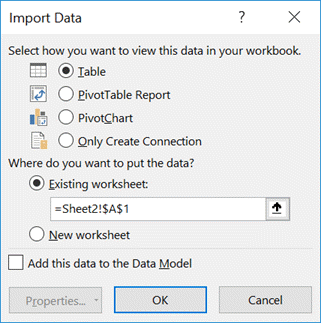 Import Data
?
Select how you want to view this data in your workbook.
Table
PivotTable Report
PivotChart
Only Create Connection
Where do you want to put the data?
Existing worksheet:
=Sheet2!$A$1
New worksheet
Add this data to the Data Model
Properties...
OK
Cancel